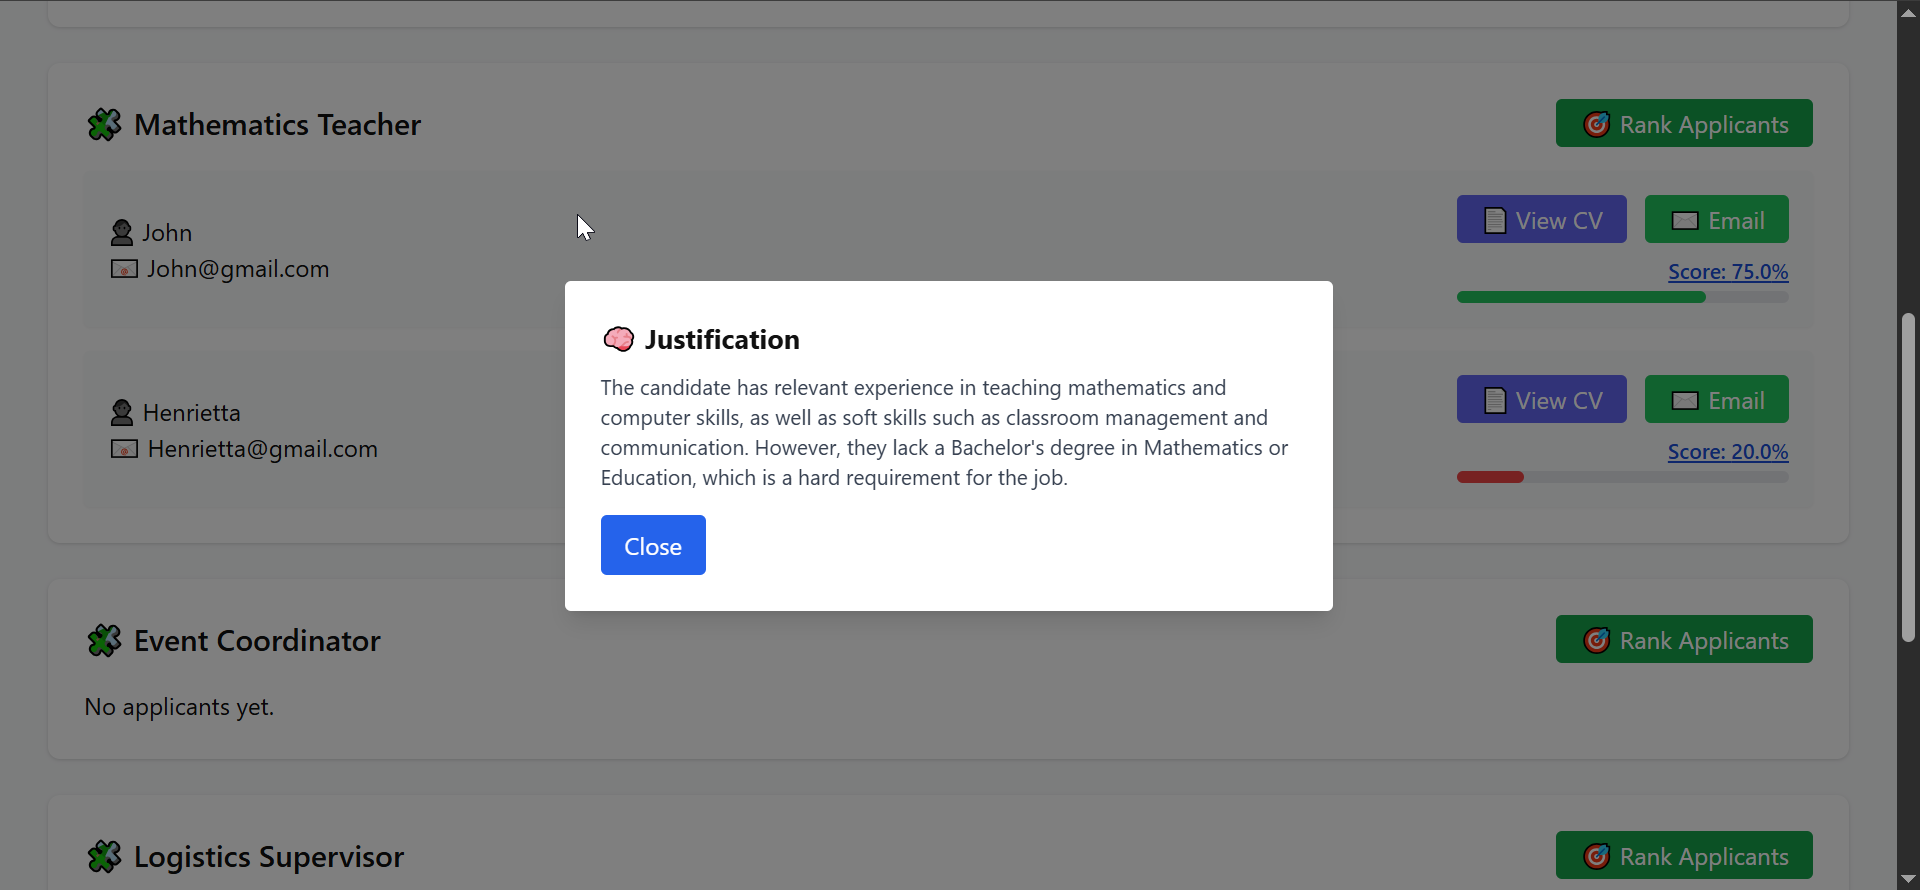 Mathematics Teacher
Rank Applicants
John
John@gmail.com
View CV
Email
Score: 75.0%
Justification
The candidate has relevant experience in teaching mathematics and
computer skills, as well as soft skills such as classroom management and
communication. However, they lack a Bachelor's degree in Mathematics or
Education, which is a hard requirement for the job.
Close
Henrietta
Henrietta@gmail.com
View CV
Email
Score: 20.0%
Event Coordinator
Rank Applicants
No applicants yet.
Logistics Supervisor
Rank Applicants